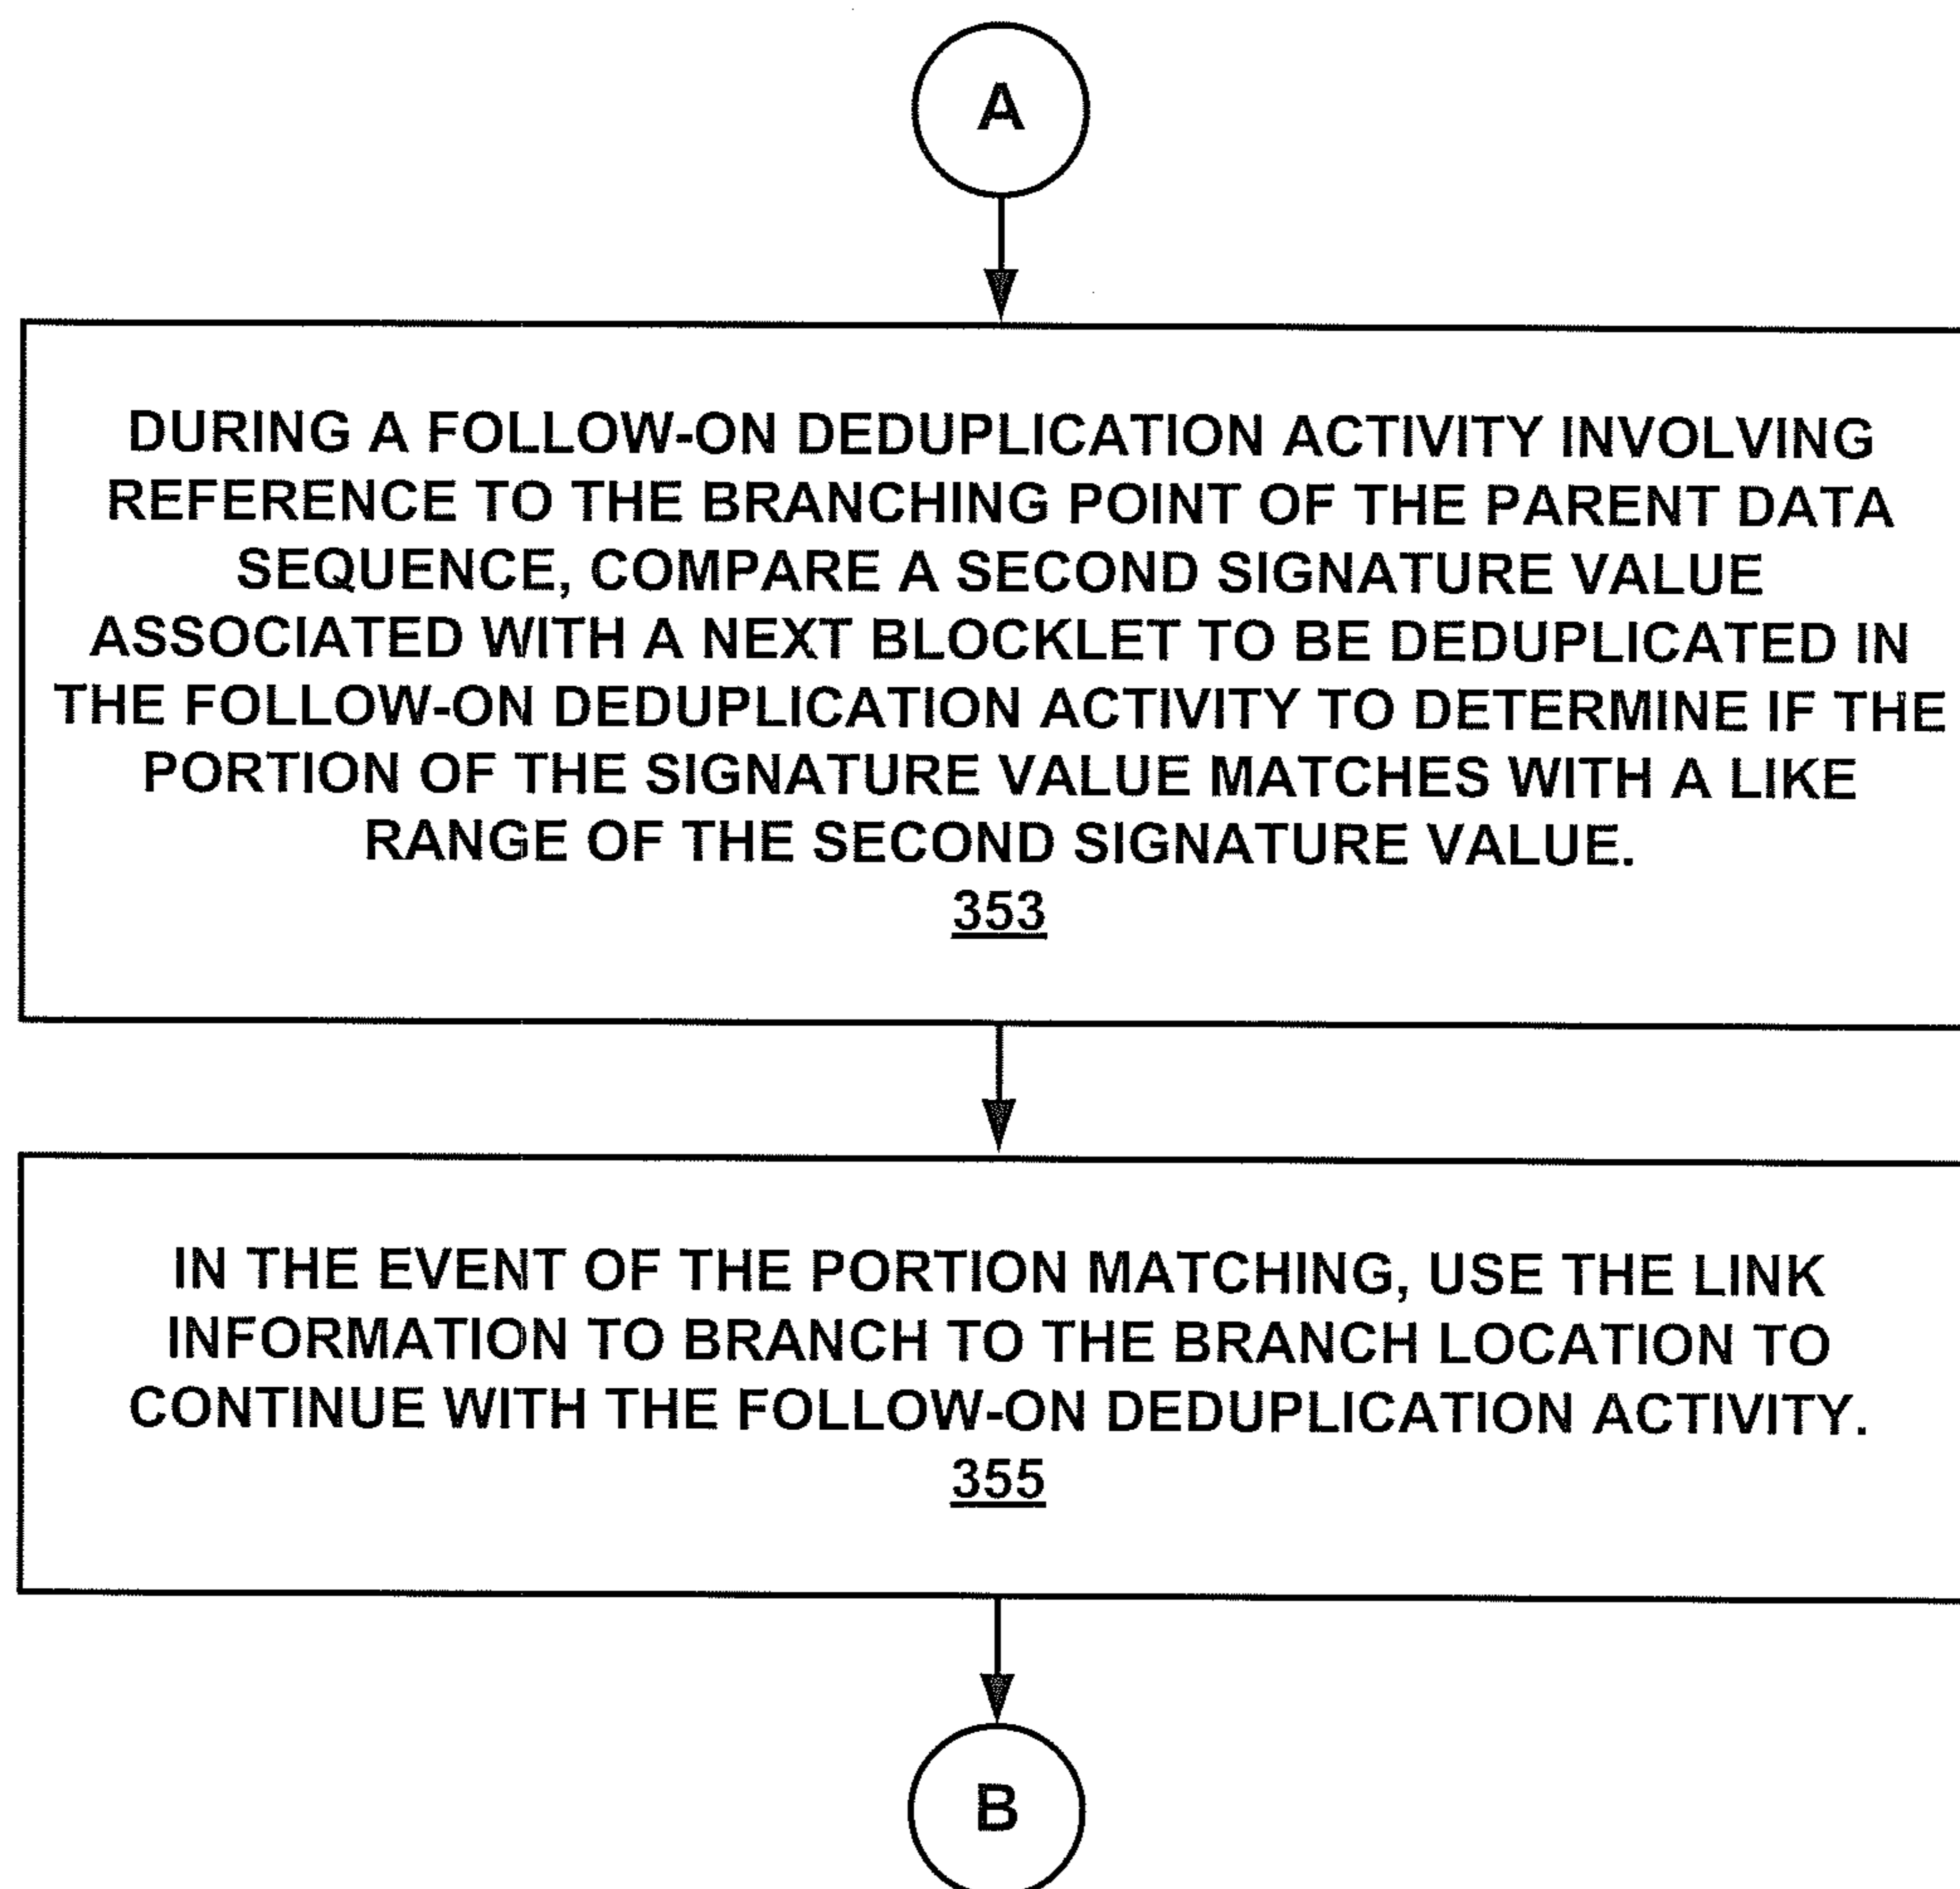 A
DURING A FOLLOW-ON DEDUPLICATION ACTIVITY INVOLVING
REFERENCE TO THE BRANCHING POINT OF THE PARENT DATA
SEQUENCE, COMPARE A SECOND SIGNATURE VALUE
ASSOCIATED WITH A NEXT BLOCKLET TO BE DEDUPLICATED IN
THE FOLLOW-ON DEDUPLICATION ACTIVITY TO DETERMINE IF THE
PORTION OF THE SIGNATURE VALUE MATCHES WITH A LIKE
RANGE OF THE SECOND SIGNATURE VALUE.
353
IN THE EVENT OF THE PORTION MATCHING, USE THE LINK
INFORMATION TO BRANCH TO THE BRANCH LOCATION TO
CONTINUE WITH THE FOLLOW-ON DEDUPLICATION ACTIVITY.
355
B